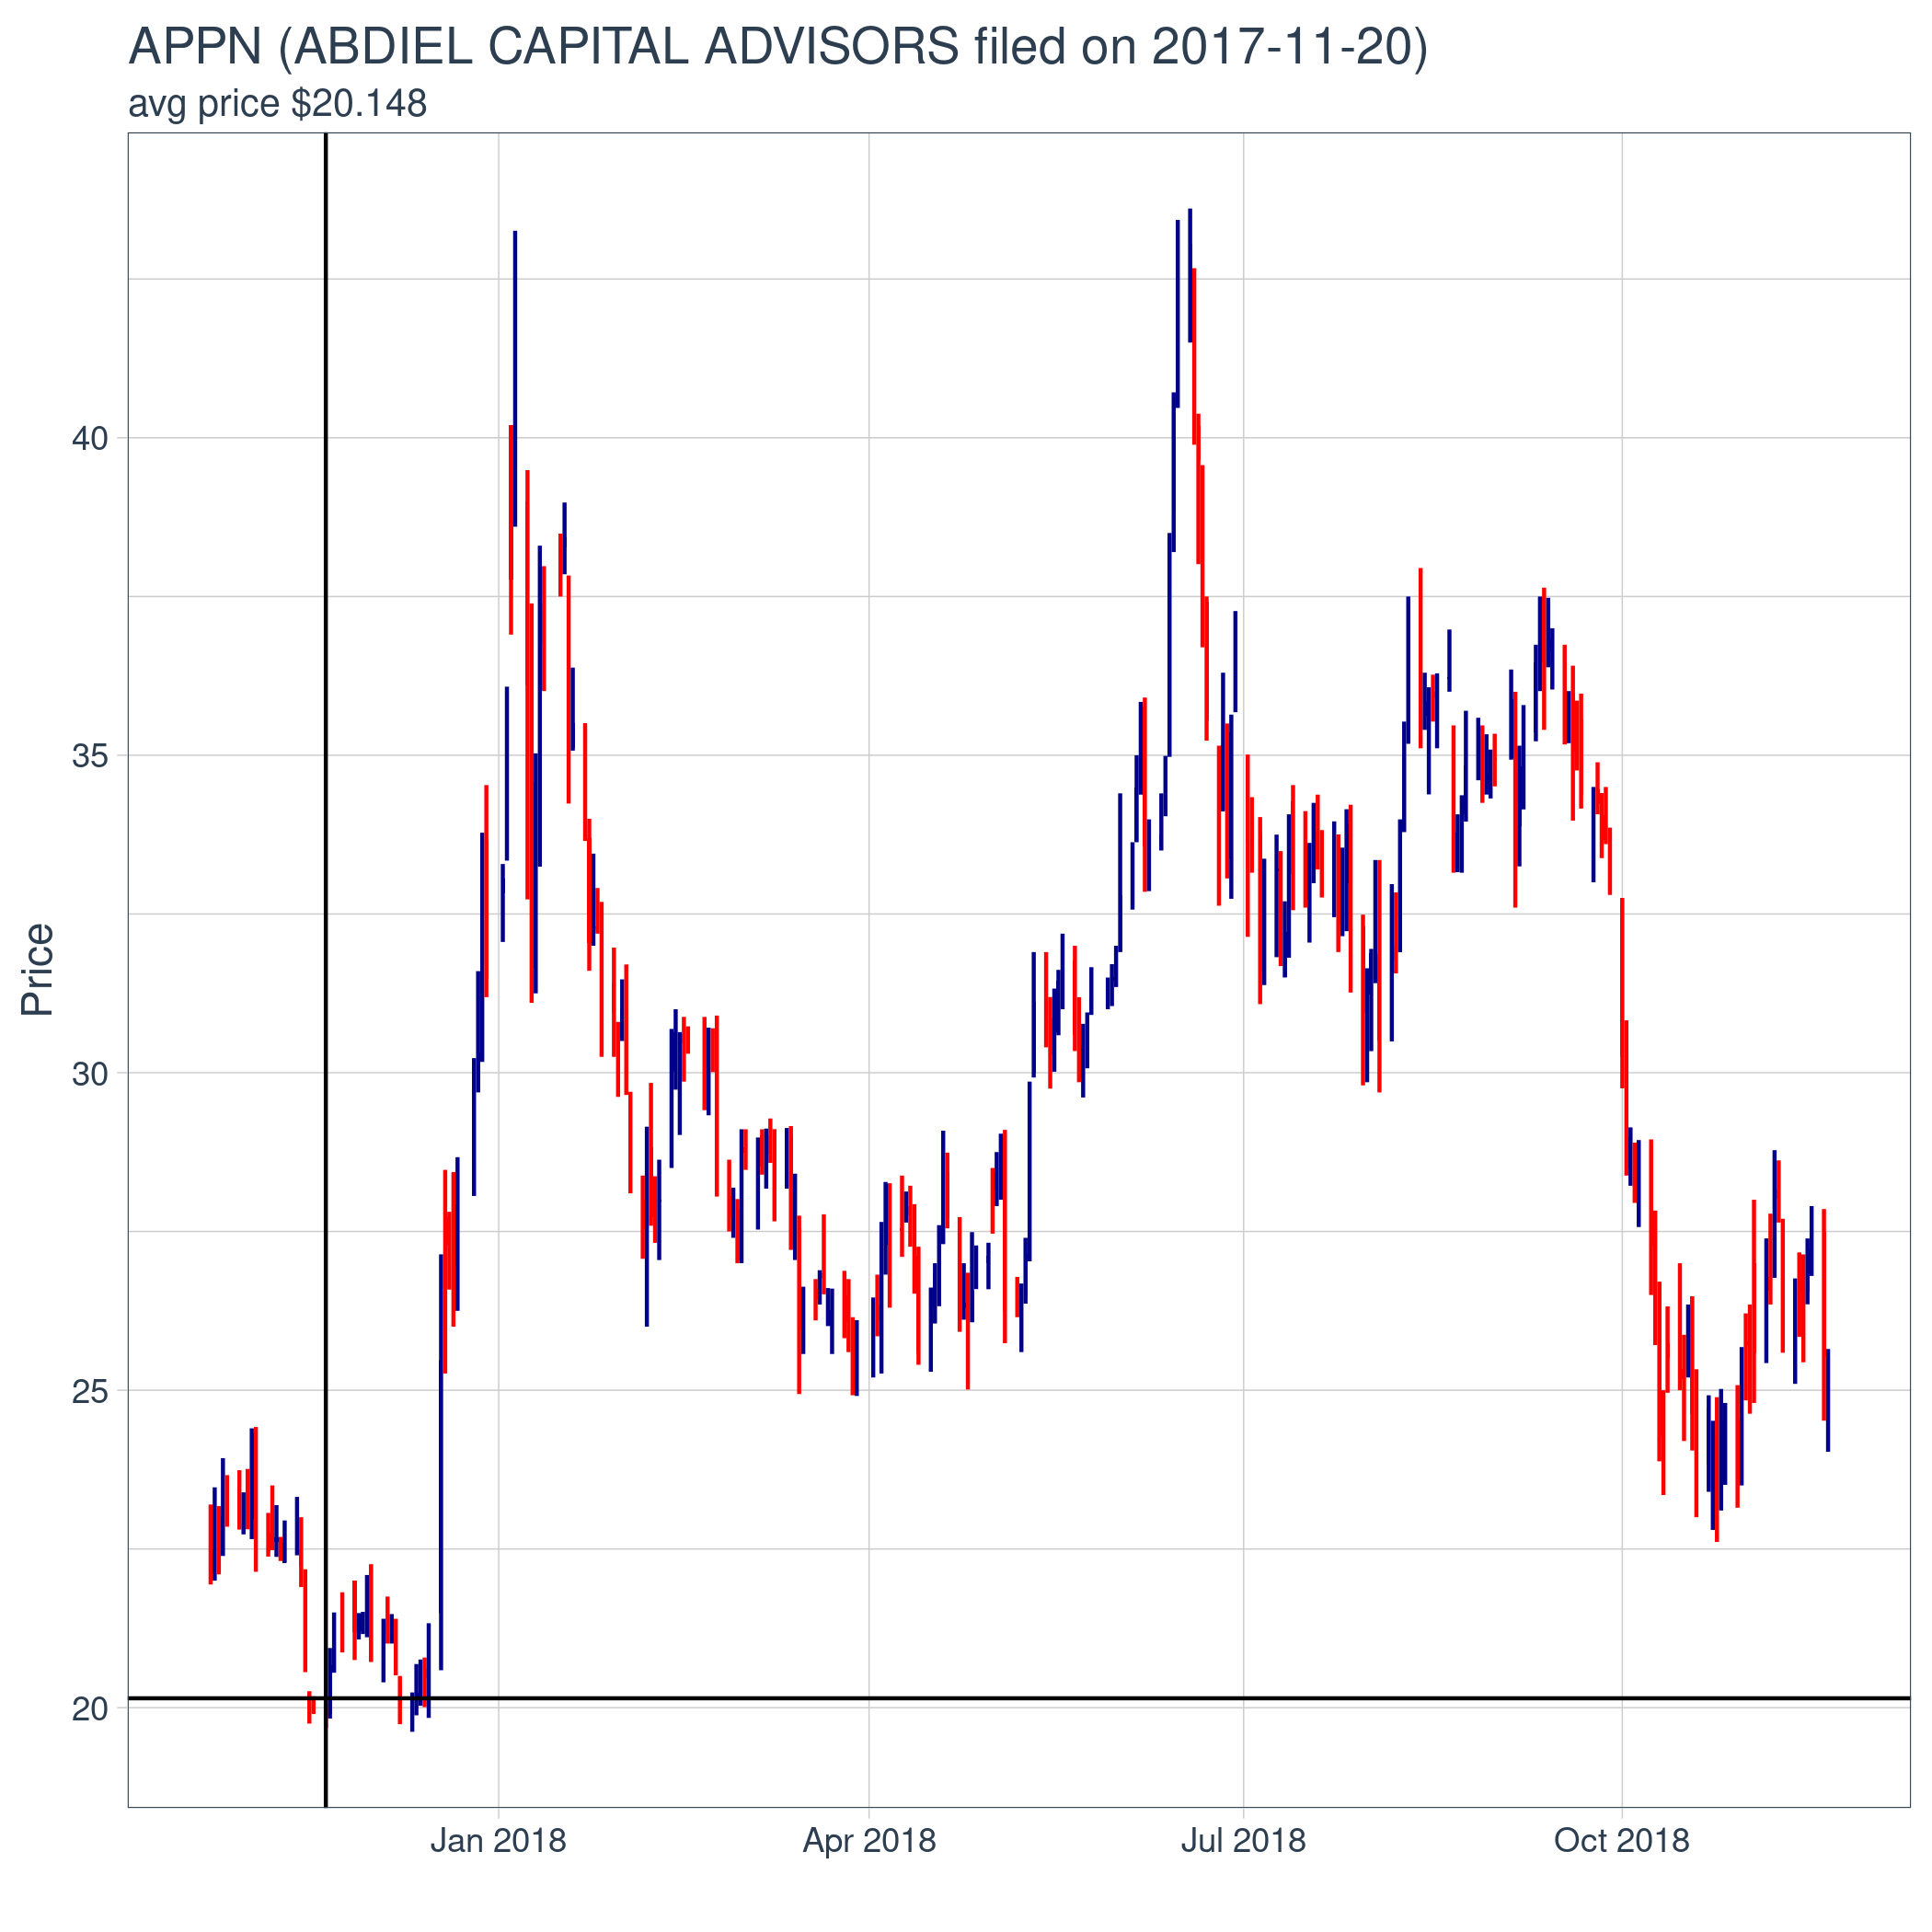 APPN (ABDIEL CAPITAL ADVISORS filed on 2017-11-20)
avg price $20.148
Price
40
35
30
25
20
Jan 2018 Apr 2018 Jul 2018 Oct 2018